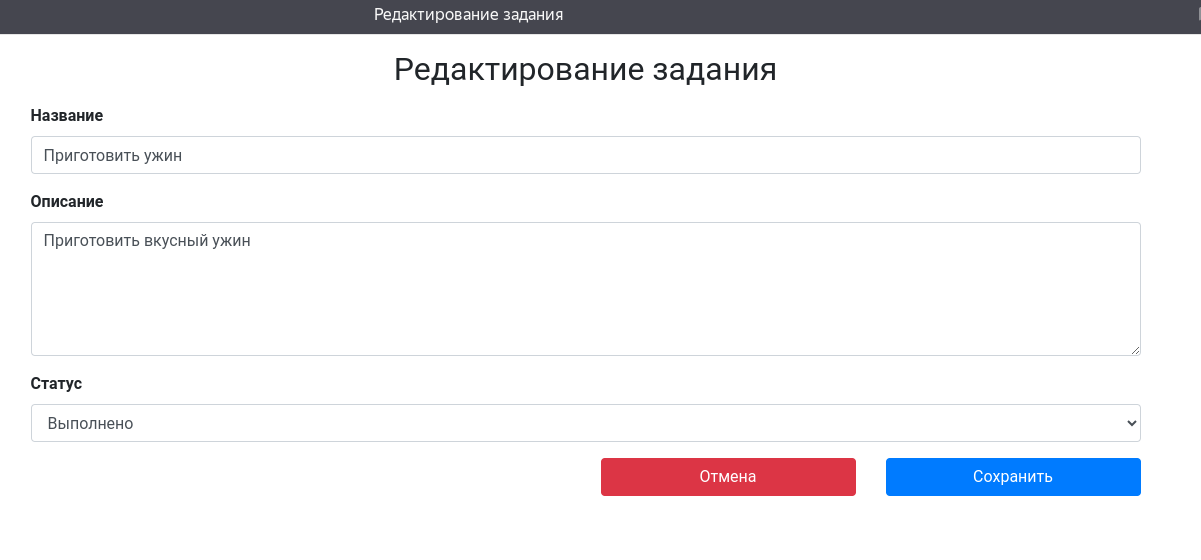 Редактирование задания
Редактирование задания
Название
Приготовить ужин
Описание
Приготовить вкусный ужин
Статус
Выполнено
Отмена
Сохранить